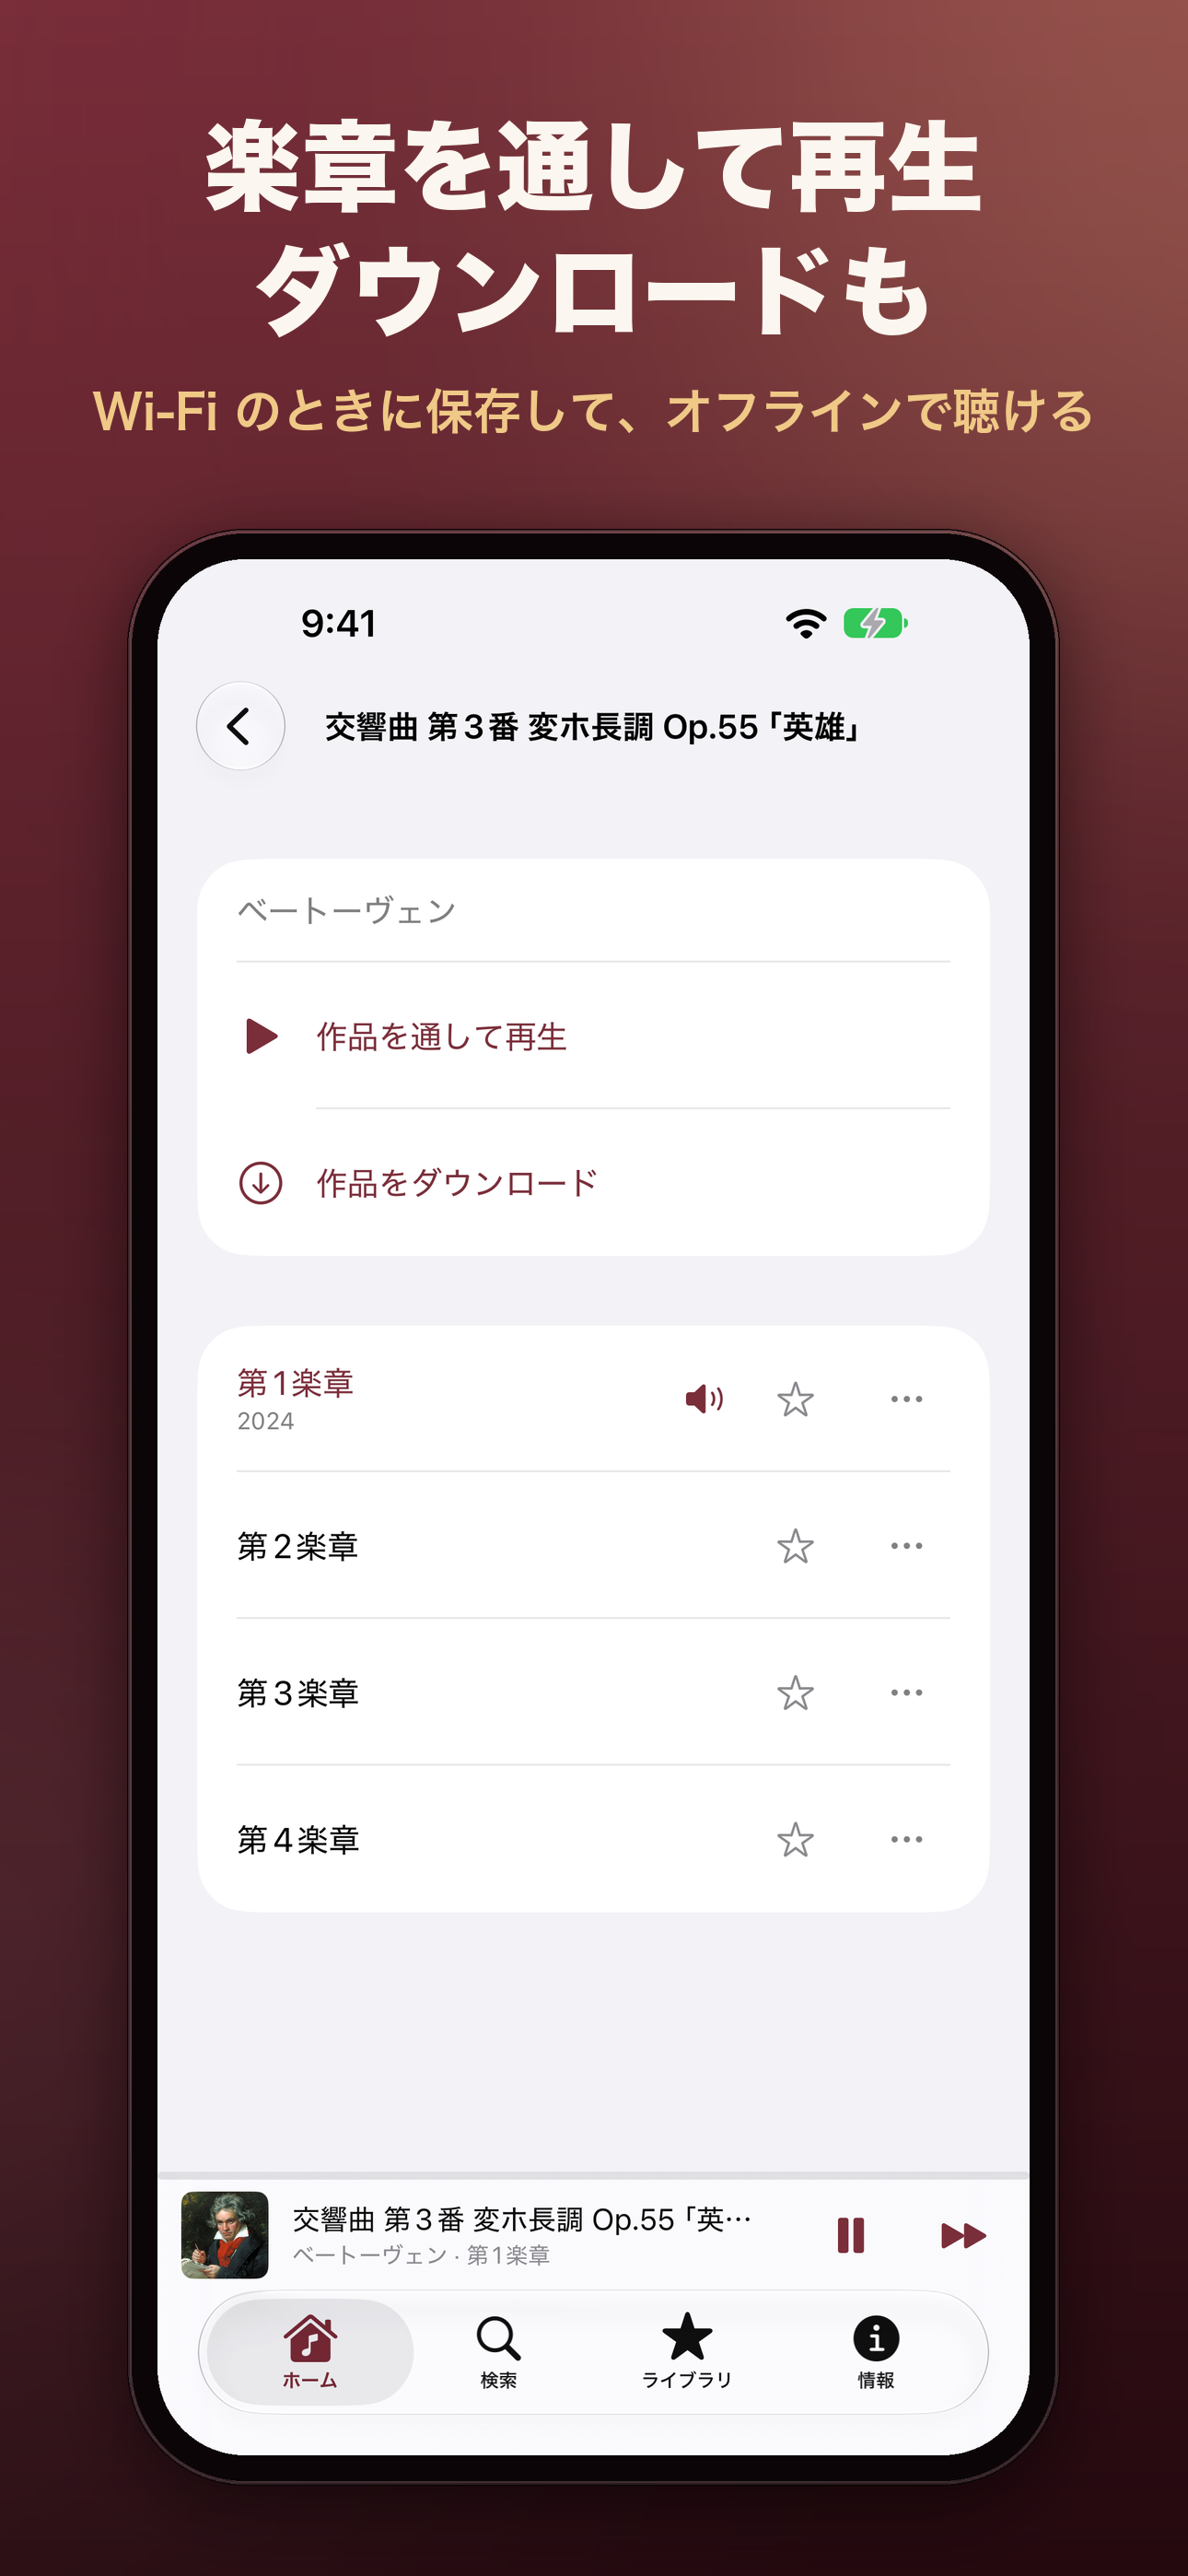 楽章を通して再生
ダウンロードも
Wi-Fi のときに保存して、オフラインで聴ける
9:41
交響曲 第3番 変ホ長調 Op.55「英雄」
ベートーヴェン
作品を通して再生
作品をダウンロード
第1楽章
2024
第2楽章
第3楽章
第4楽章
交響曲 第3番 変ホ長調 Op.55「英…
ベートーヴェン · 第1楽章
ホーム
検索
ライブラリ
情報